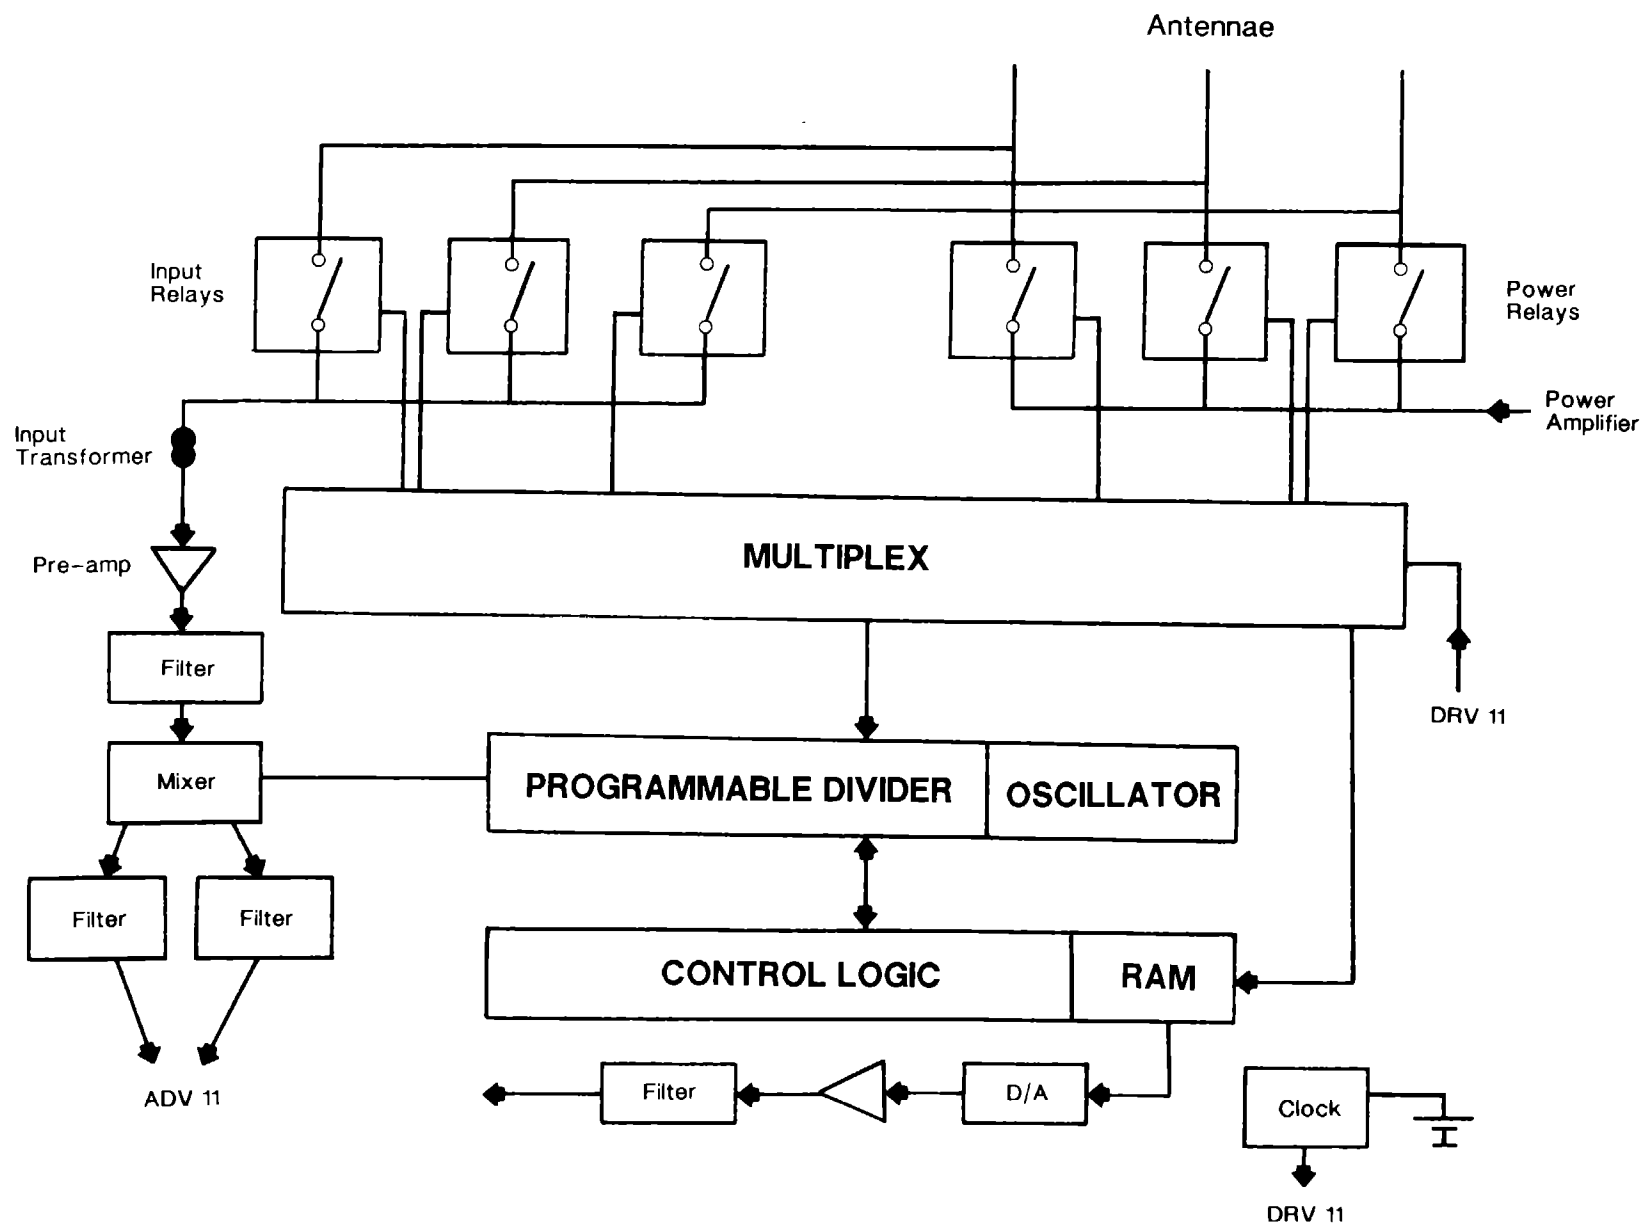 Antennae
Input
Relays
Power
Relays
Power
Amplifier
Input
Transformer
Pre-amp
MULTIPLEX
Filter
DRV 11
Mixer
PROGRAMMABLE DIVIDER
OSCILLATOR
Filter
Filter
CONTROL LOGIC
RAM
ADV 11
Filter
D/A
Clock
DRV 11